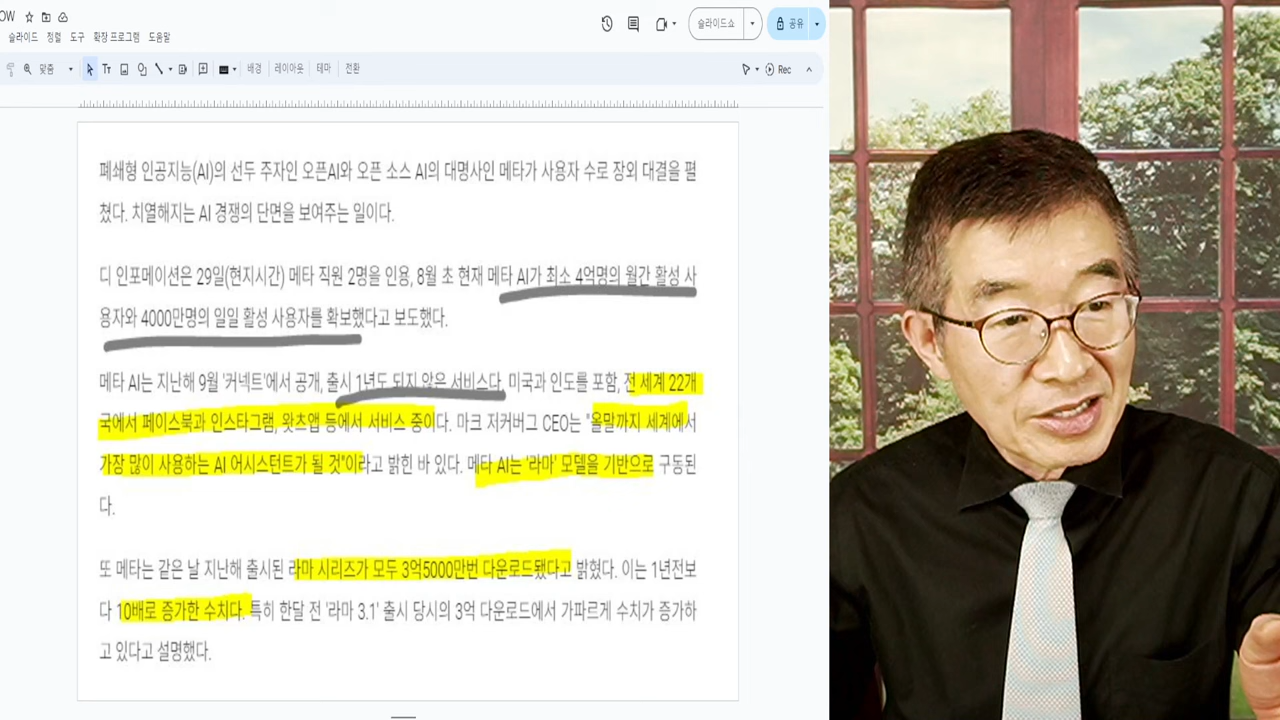 OW
슬라이드 정렬 도구 확장 프로그램 도움말
슬라이드쇼
공유
맞춤
배경 레이아웃 테마 전환
Rec
폐쇄형 인공지능(AI)의 선두 주자인 오픈AI와 오픈 소스 AI의 대명사인 메타가 사용자 수로 장외 대결을 펼
쳤다. 치열해지는 AI 경쟁의 단면을 보여주는 일이다.
디 인포메이션은 29일(현지시간) 메타 직원 2명을 인용, 8월 초 현재 메타 AI가 최소 4억명의 월간 활성 사
용자와 4000만명의 일일 활성 사용자를 확보했다고 보도했다.
메타 AI는 지난해 9월 '커넥트'에서 공개, 출시 1년도 되지 않은 서비스다. 미국과 인도를 포함, 전 세계 22개
국에서 페이스북과 인스타그램, 왓츠앱 등에서 서비스 중이다. 마크 저커버그 CEO는 "올말까지 세계에서
가장 많이 사용하는 AI 어시스턴트가 될 것"이라고 밝힌 바 있다. 메타 AI는 '라마' 모델을 기반으로 구동된
다.
또 메타는 같은 날 지난해 출시된 라마 시리즈가 모두 3억5000만번 다운로드됐다고 밝혔다. 이는 1년전보
다 10배로 증가한 수치다. 특히 한달 전 '라마 3.1' 출시 당시의 3억 다운로드에서 가파르게 수치가 증가하
고 있다고 설명했다.